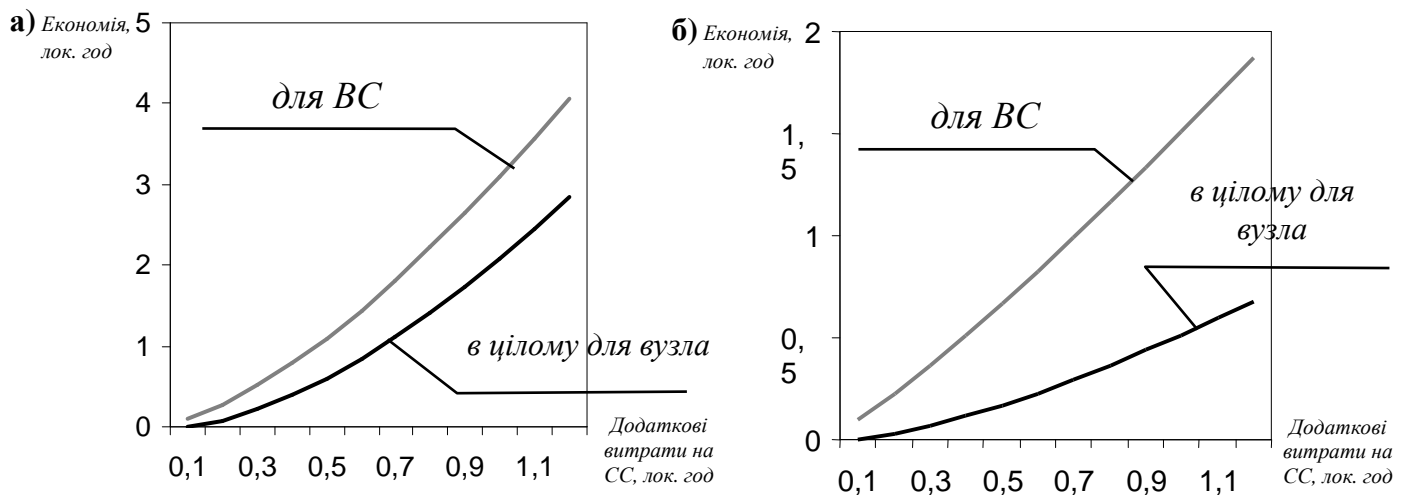 а) Економія,
лок. год
5
4
3
2
1
0
для ВС
в цілому для вузла
0,1 0,3 0,5 0,7 0,9 1,1
Додаткові
витрати на
СС, лок. год
б) Економія,
лок. год
2
1,
5
1
0,
5
0
для ВС
в цілому для
вузла
0,1 0,3 0,5 0,7 0,9 1,1
Додаткові
витрати на
СС, лок. год